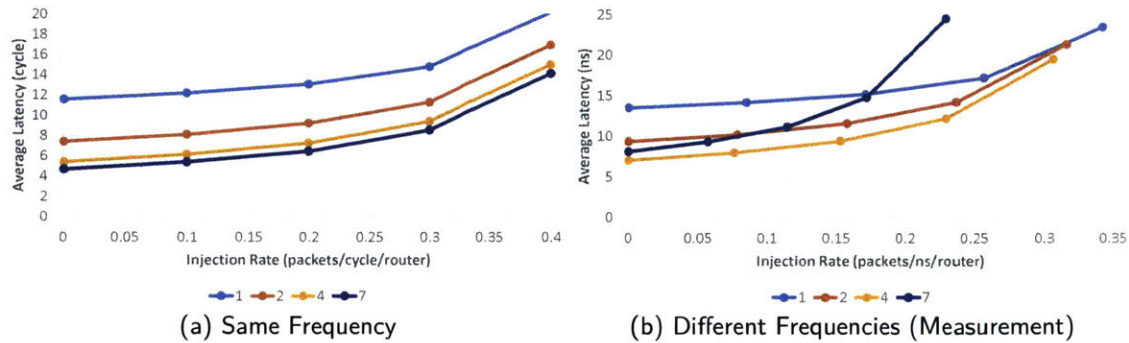 20
18
16
14
12
10
8
6
4
2
0
Average Latency (cycle)
0 0.05 0.1 0.15 0.2 0.25 0.3 0.35 0.4
Injection Rate (packets/cycle/router)
1 2 4 7
(a) Same Frequency
25
20
15
10
5
0
Average Latency (ns)
0 0.05 0.1 0.15 0.2 0.25 0.3 0.35
Injection Rate (packets/ns/router)
1 2 4 7
(b) Different Frequencies (Measurement)